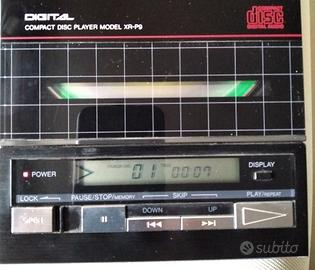 DIGITAL
COMPACT DISC PLAYER MODEL XR-P9
COMPACT
disc
DIGITAL AUDIO
01 00 07
POWER
DISPLAY
LOCK
PAUSE/STOP/MEMORY
SKIP
PLAY/REPEAT
DOWN
UP
OPEN
subito